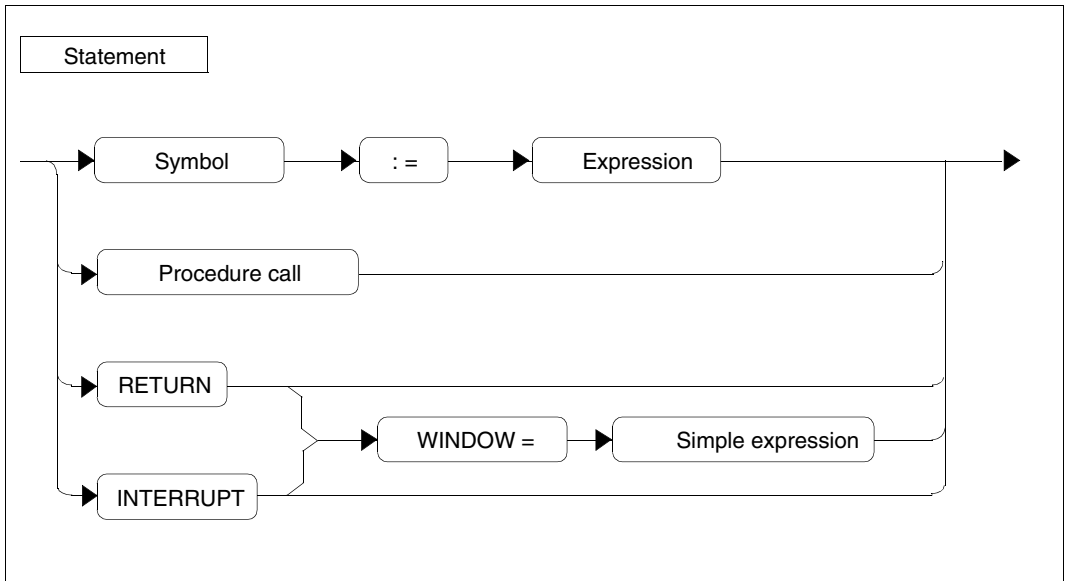 Statement
Symbol
: =
Expression
Procedure call
RETURN
WINDOW =
Simple expression
INTERRUPT